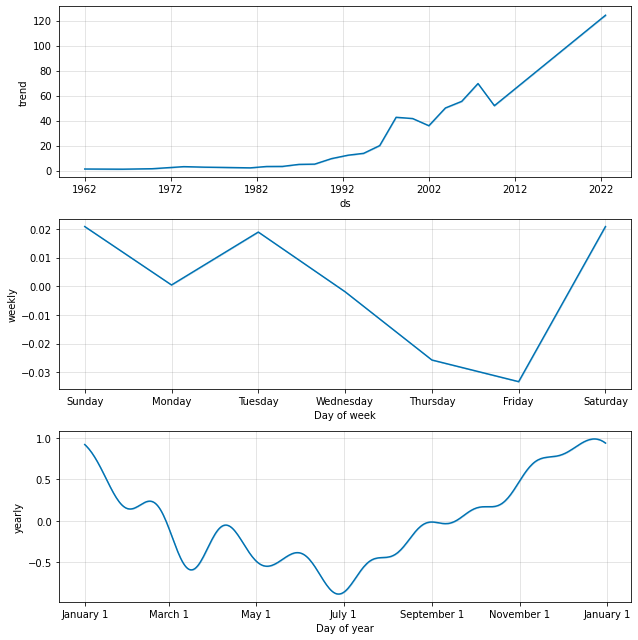 120
100
80
60
40
20
0
trend
1962 1972 1982 1992 2002 2012 2022
ds
0.02
0.01
0.00
−0.01
−0.02
−0.03
weekly
Sunday Monday Tuesday Wednesday Thursday Friday Saturday
Day of week
1.0
0.5
0.0
−0.5
yearly
January 1 March 1 May 1 July 1 September 1 November 1 January 1
Day of year